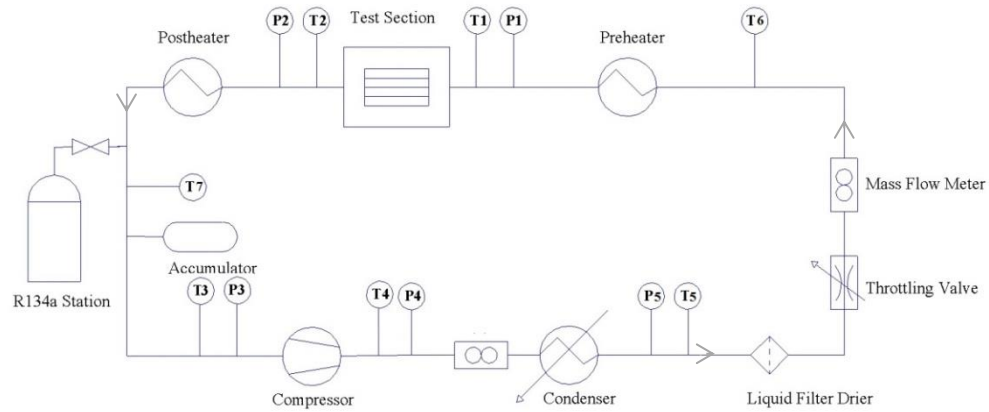 Test Section
P2 T2 T1 P1 T6
Postheater Preheater
Mass Flow Meter
T7
Accumulator
Throttling Valve
R134a Station
T3 P3 T4 P4 P5 T5
Compressor Condenser Liquid Filter Drier